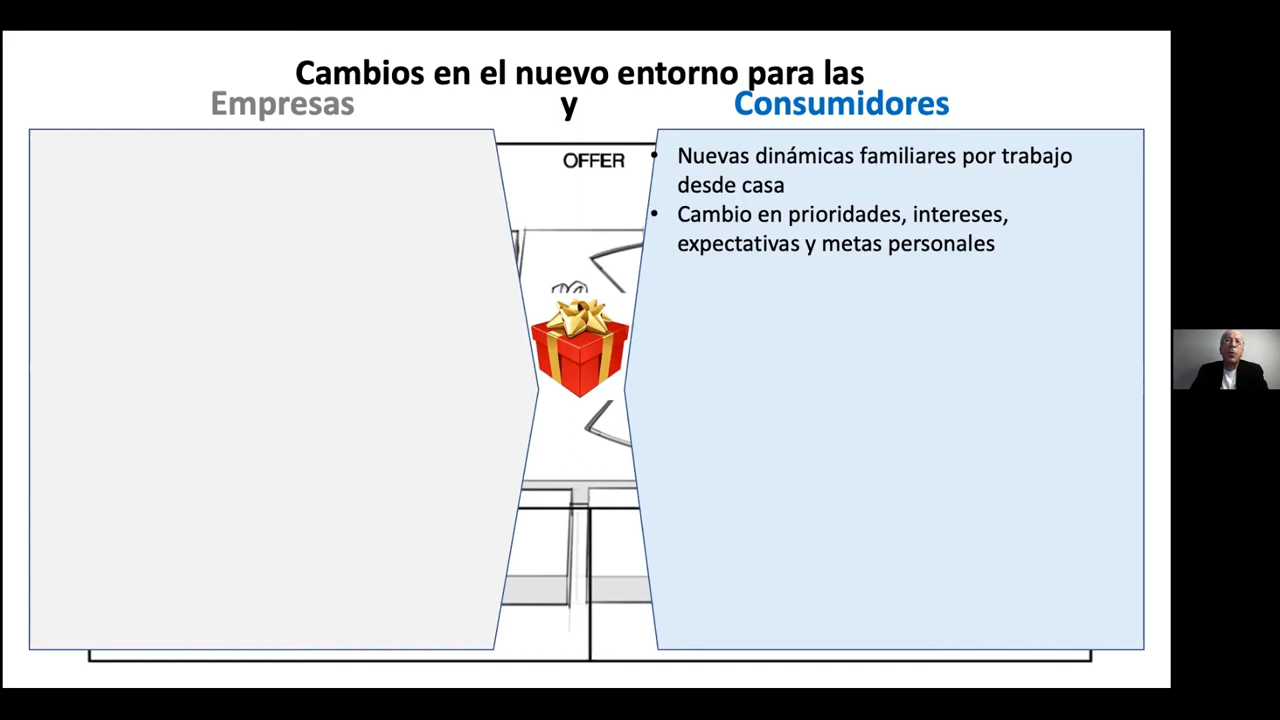 Cambios en el nuevo entorno para las
Empresas y Consumidores
OFFER
• Nuevas dinámicas familiares por trabajo
desde casa
• Cambio en prioridades, intereses,
expectativas y metas personales